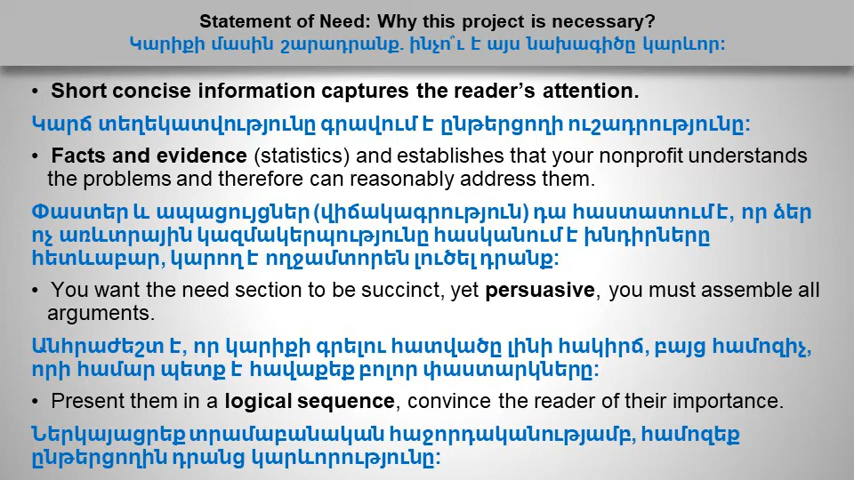 Statement of Need: Why this project is necessary?
Կարիքի մասին շարադրանք. ինչո՞ւ է այս նախագիծը կարևոր:
• Short concise information captures the reader’s attention.
Կարճ տեղեկատվությունը գրավում է ընթերցողի ուշադրությունը:
• Facts and evidence (statistics) and establishes that your nonprofit understands
the problems and therefore can reasonably address them.
Փաստեր և ապացույցներ (վիճակագրություն) դա հաստատում է, որ ձեր
ոչ առևտրային կազմակերպությունը հասկանում է խնդիրները
հետևաբար, կարող է ողջամտորեն լուծել դրանք:
• You want the need section to be succinct, yet persuasive, you must assemble all
arguments.
Անհրաժեշտ է, որ կարիքի գրելու հատվածը լինի հակիրճ, բայց համոզիչ,
որի համար պետք է հավաքեք բոլոր փաստարկները:
• Present them in a logical sequence, convince the reader of their importance.
Ներկայացրեք տրամաբանական հաջորդականությամբ, համոզեք
ընթերցողին դրանց կարևորությունը: